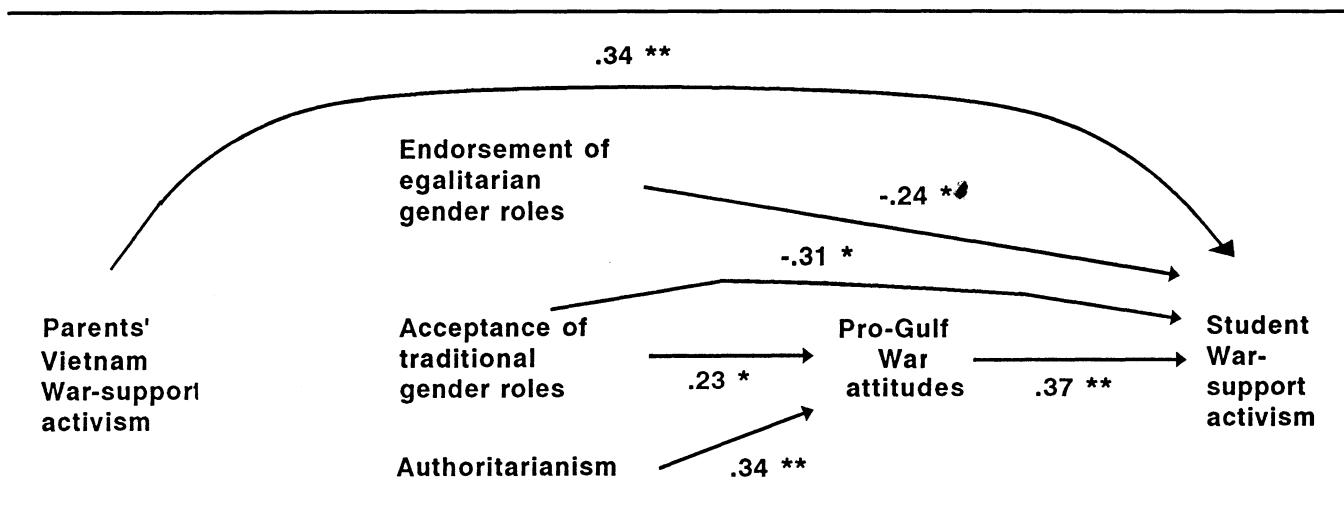 .34 **
Endorsement of
egalitarian
gender roles
-.24 *
-.31 *
Parents'
Vietnam
War-support
activism
Acceptance of
traditional
gender roles
.23 *
Pro-Gulf
War
attitudes
.37 **
Student
War-
support
activism
Authoritarianism
.34 **